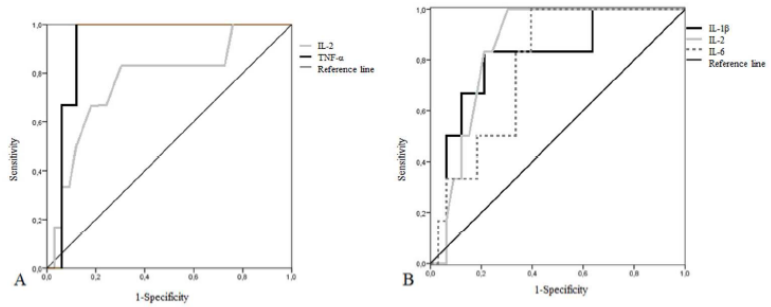 1,0
0,8
0,6
0,4
0,2
0,0
0,0 0,2 0,4 0,6 0,8 1,0
Sensitivity
1-Specificity
IL-2
TNF-α
Reference line
A
1,0
0,8
0,6
0,4
0,2
0,0
0,0 0,2 0,4 0,6 0,8 1,0
Sensitivity
1-Specificity
IL-1β
IL-2
IL-6
Reference line
B